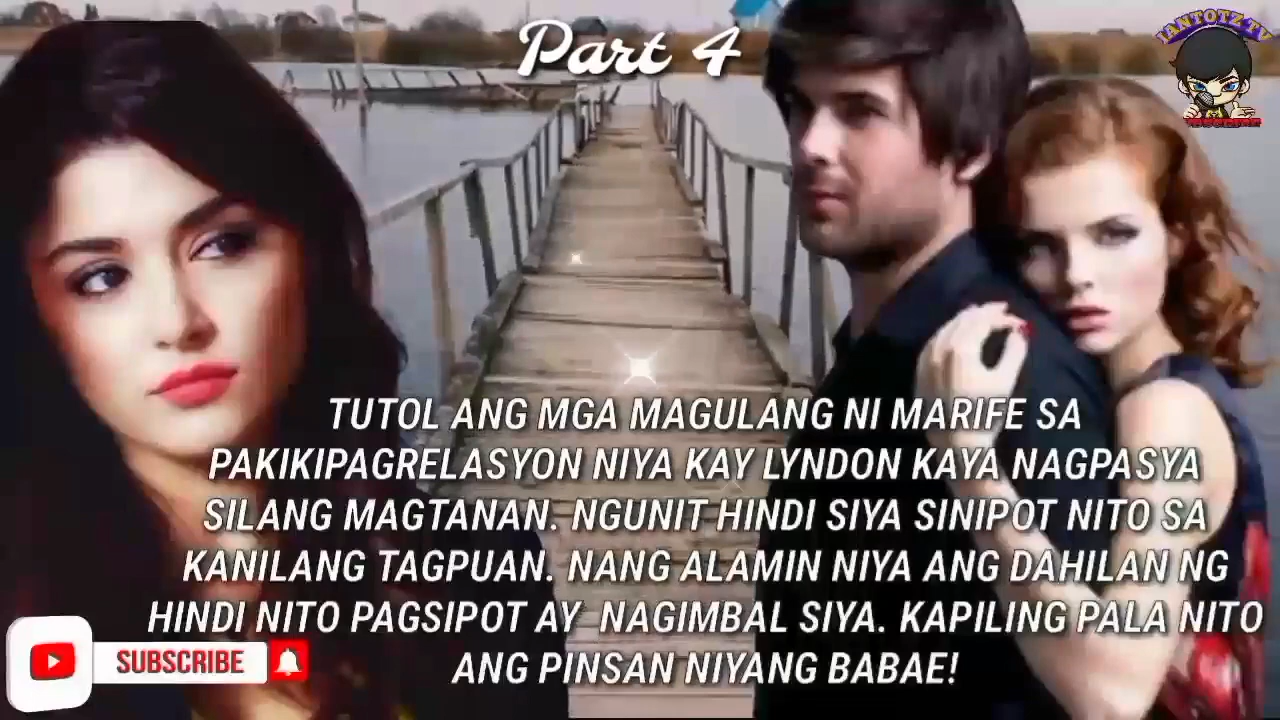 Part 4
IANTOTZ TV
TUTOL ANG MGA MAGULANG NI MARIFE SA
PAKIKIPAGRELASYON NIYA KAY LYNDON KAYA NAGPASYA
SILANG MAGTANAN. NGUNIT HINDI SIYA SINIPOT NITO SA
KANILANG TAGPUAN. NANG ALAMIN NIYA ANG DAHILAN NG
HINDI NITO PAGSIPOT AY NAGIMBAL SIYA. KAPILING PALA NITO
ANG PINSAN NIYANG BABAE!
SUBSCRIBE